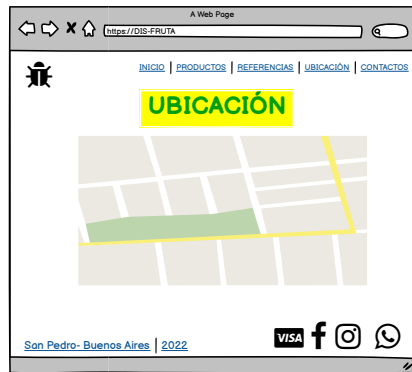 A Web Page
https://DIS-FRUTA
INICIO | PRODUCTOS | REFERENCIAS | UBICACIÓN | CONTACTOS
UBICACIÓN
San Pedro- Buenos Aires | 2022
VISA